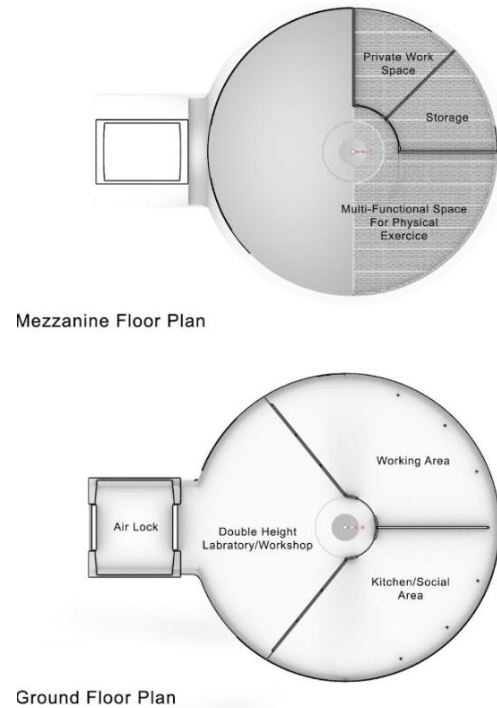 Private Work
Space
Storage
Multi-Functional Space
For Physical
Exercice
Mezzanine Floor Plan
Working Area
Air Lock
Double Height
Labratory/Workshop
Kitchen/Social
Area
Ground Floor Plan